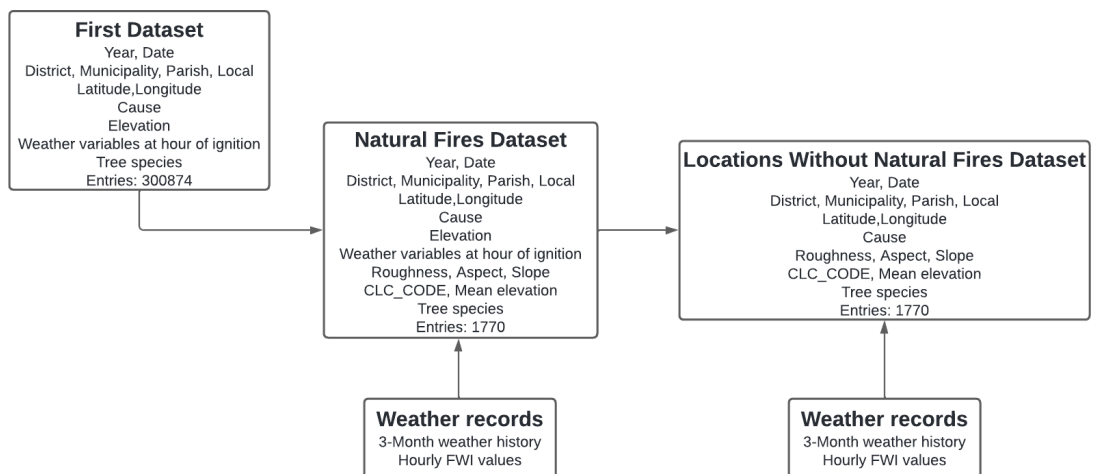 First Dataset
Year, Date
District, Municipality, Parish, Local
Latitude,Longitude
Cause
Elevation
Weather variables at hour of ignition
Tree species
Entries: 300874
Natural Fires Dataset
Year, Date
District, Municipality, Parish, Local
Latitude,Longitude
Cause
Elevation
Weather variables at hour of ignition
Roughness, Aspect, Slope
CLC_CODE, Mean elevation
Tree species
Entries: 1770
Locations Without Natural Fires Dataset
Year, Date
District, Municipality, Parish, Local
Latitude,Longitude
Cause
Roughness, Aspect, Slope
CLC_CODE, Mean elevation
Tree species
Entries: 1770
Weather records
3-Month weather history
Hourly FWI values
Weather records
3-Month weather history
Hourly FWI values